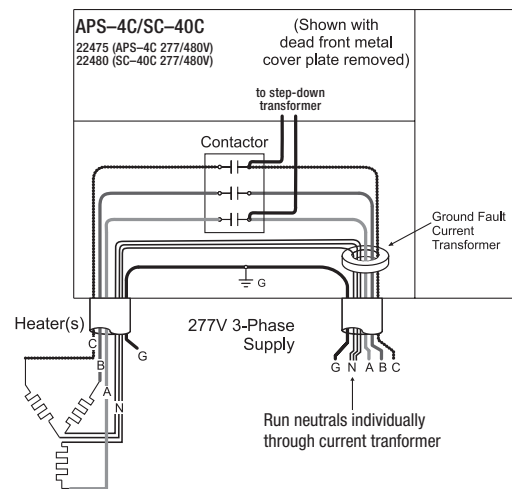 APS–4C/SC–40C
22475 (APS–4C 277/480V)
22480 (SC–40C 277/480V)
(Shown with
dead front metal
cover plate removed)
to step-down
transformer
Contactor
Ground Fault
Current
Transformer
G
Heater(s)
277V 3-Phase
Supply
C
B
A
N
G
G N A B C
Run neutrals individually
through current tranformer